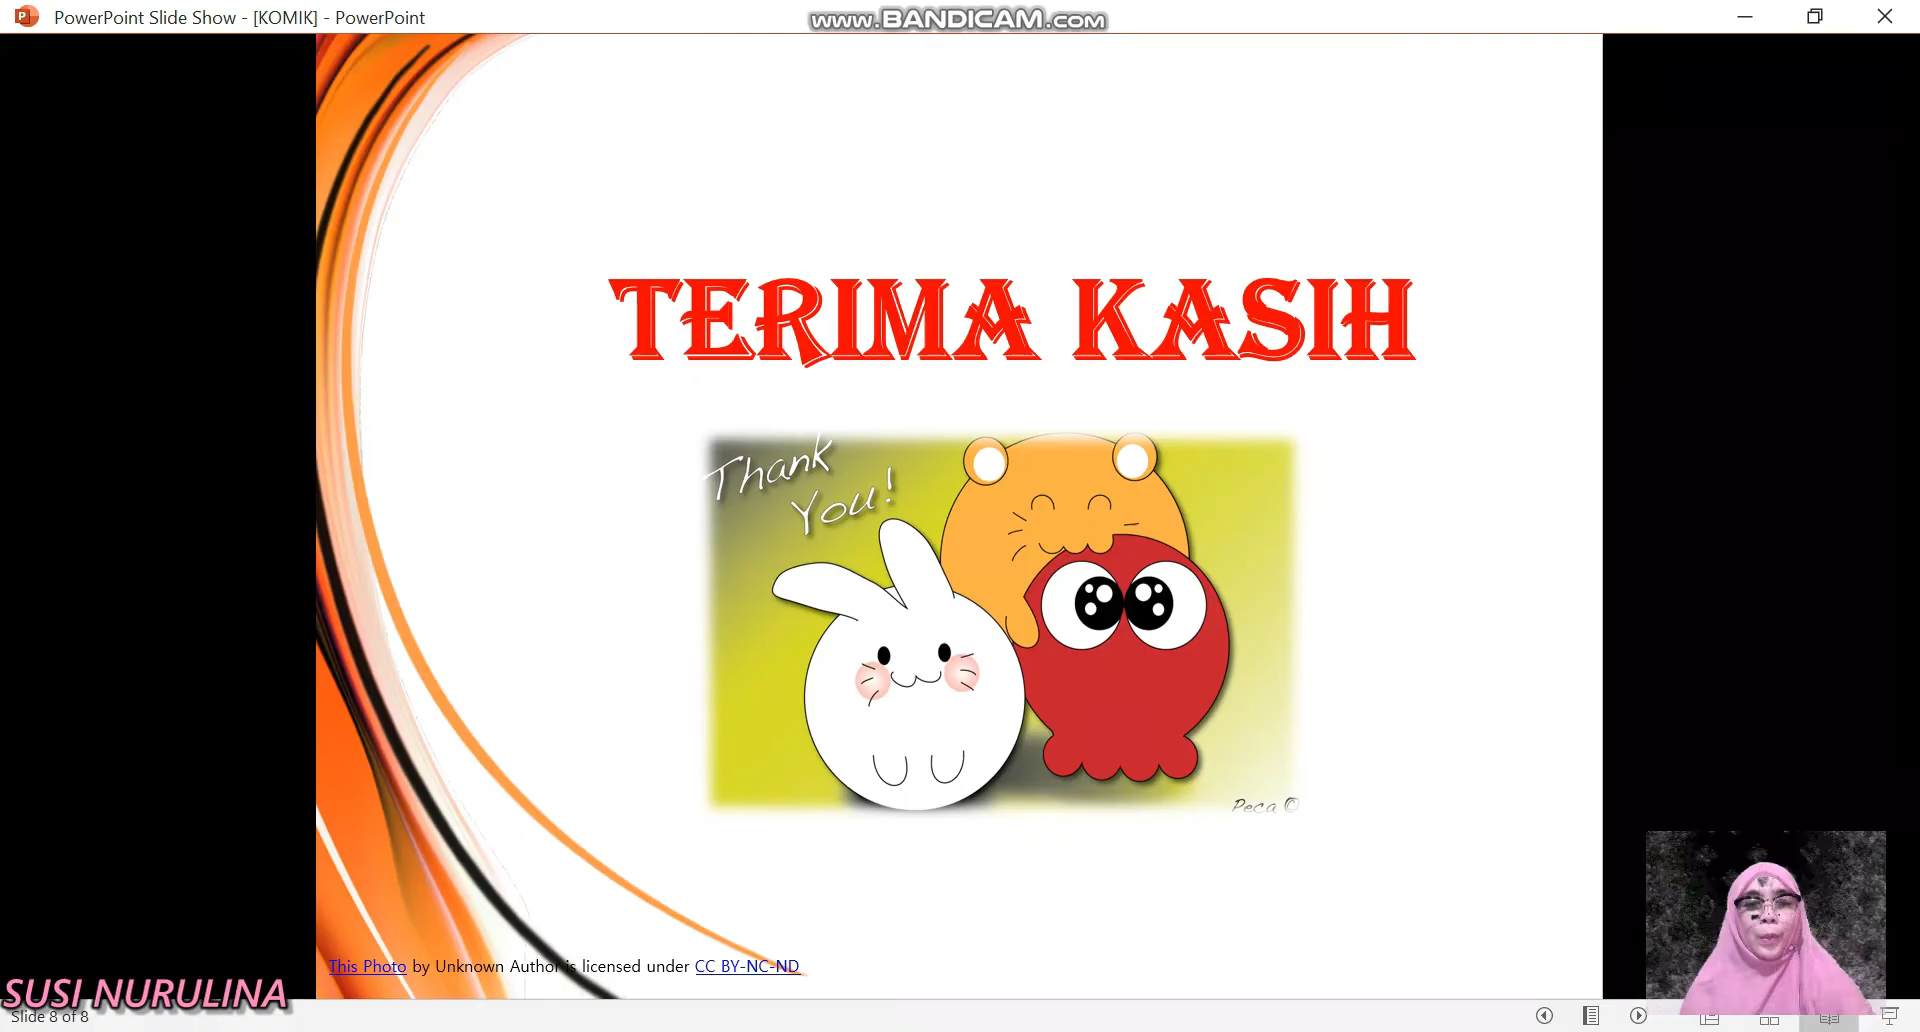 PowerPoint Slide Show - [KOMIK] - PowerPoint
www.BANDICAM.com
TERIMA KASIH
Thank
You!
Peca ©
This Photo by Unknown Author is licensed under CC BY-NC-ND
SUSI NURULINA
Slide 8 of 8